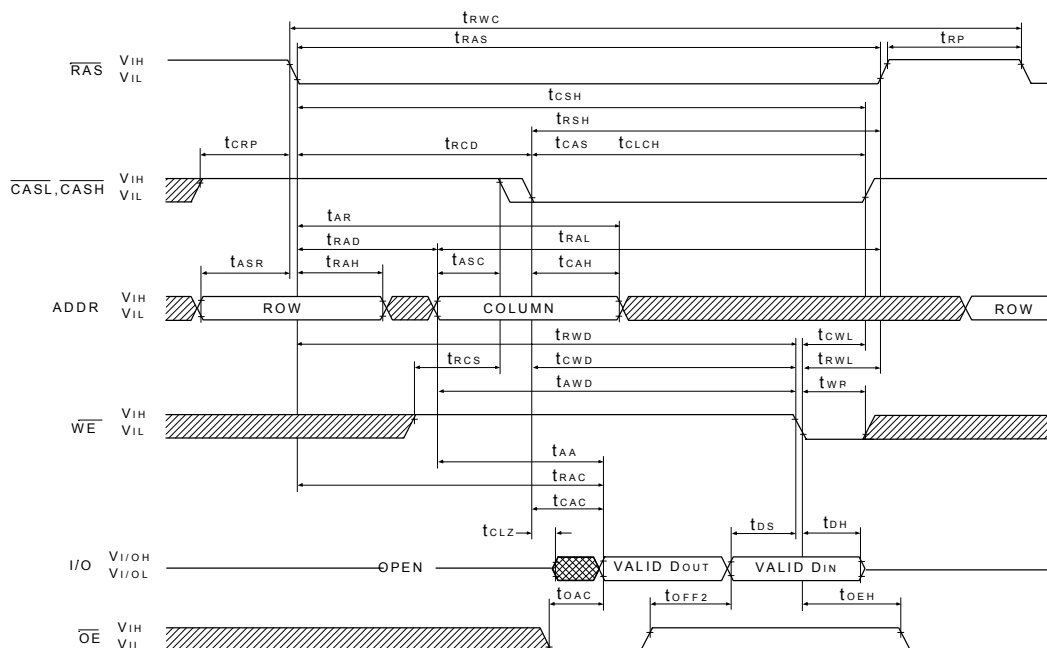 tRWC
tRAS tRP
RAS VIH
VIL
tCSH
tRSH
tCRP tRCD tCAS tCLCH
CASL,CASH VIH
VIL
tAR
tRAD tRAL
tASR tRAH tASC tCAH
ADDR VIH
VIL
ROW COLUMN ROW
tRWD tCWL
tRCS tCWD tRWL
tAWD tWP
WE VIH
VIL
tAA
tRAC
tCAC
tCLZ tDS tDH
I/O VI/OH
VI/OL
OPEN VALID DOUT VALID DIN
tOAC tOFF2 tOEH
OE VIH
VIL